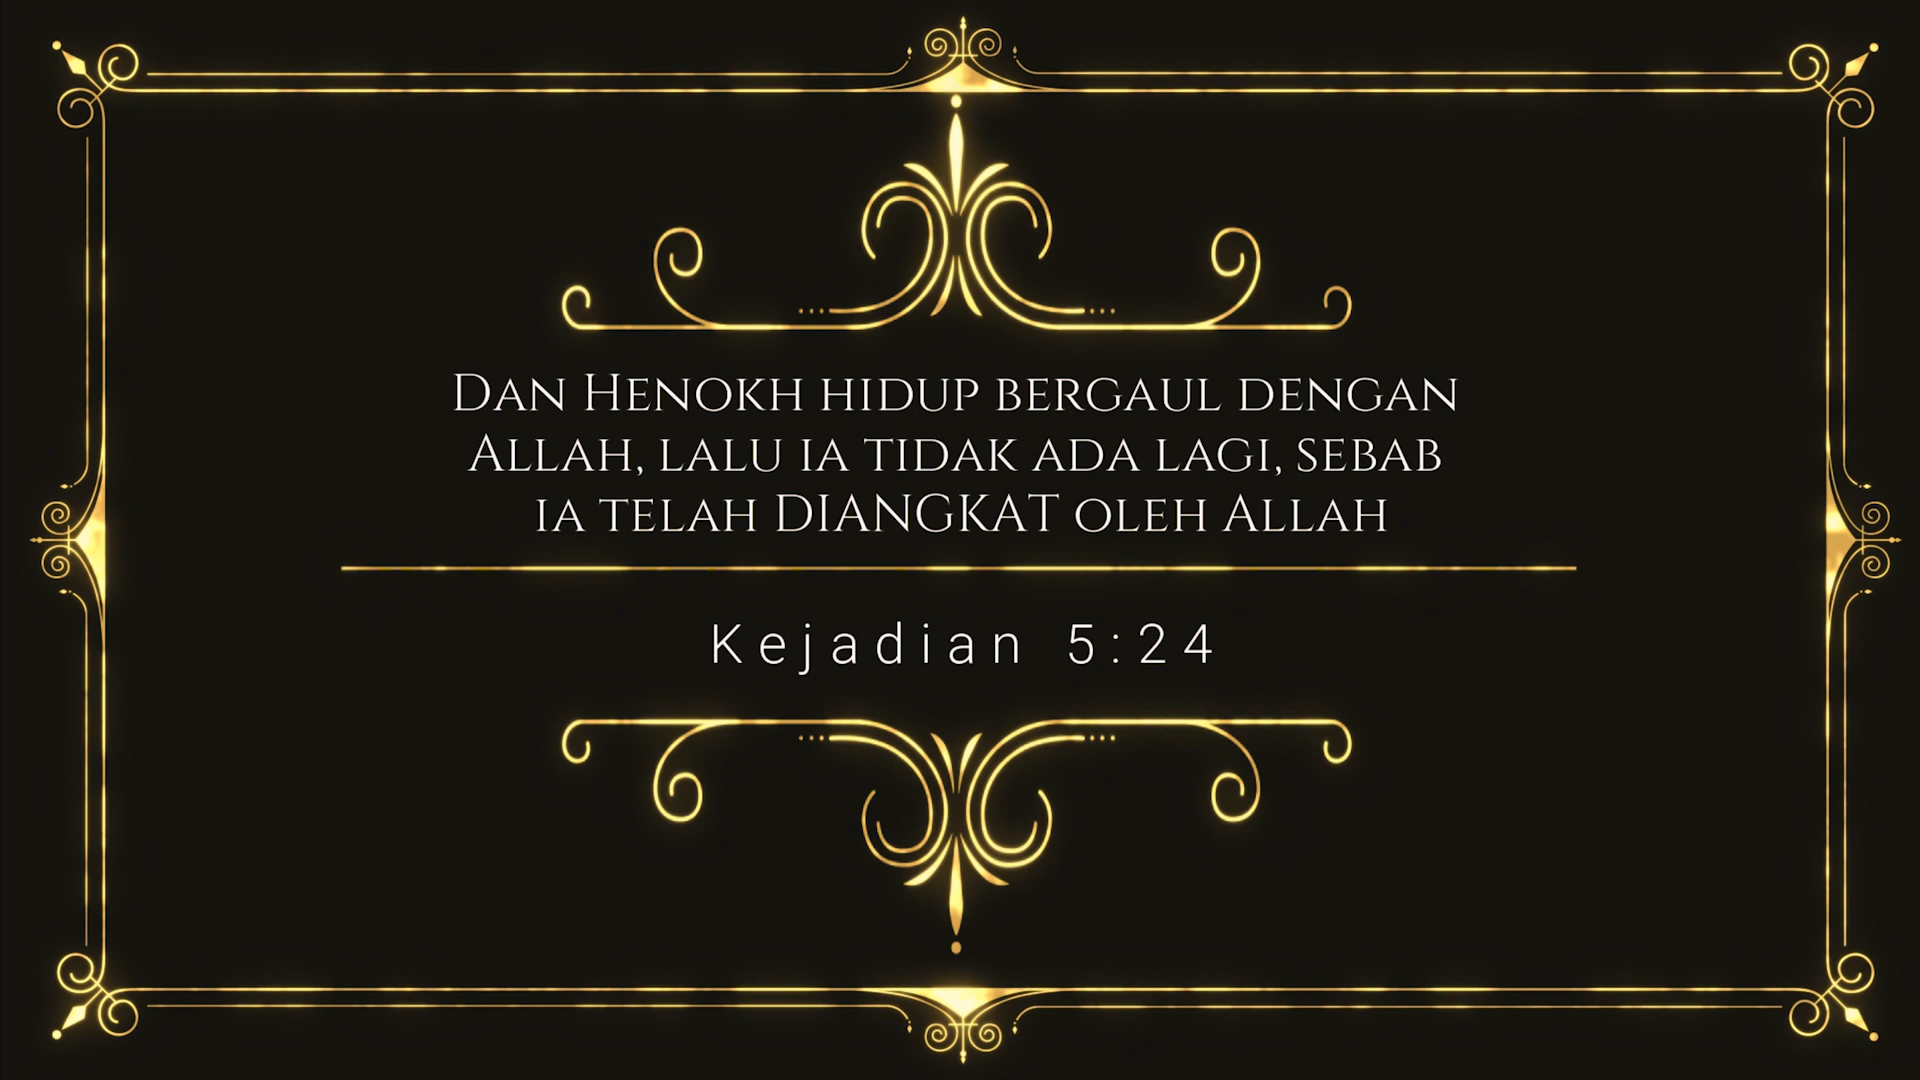 Dan Henokh hidup bergaul dengan
Allah, lalu ia tidak ada lagi, sebab
ia telah DIANGKAT oleh Allah
Kejadian 5:24